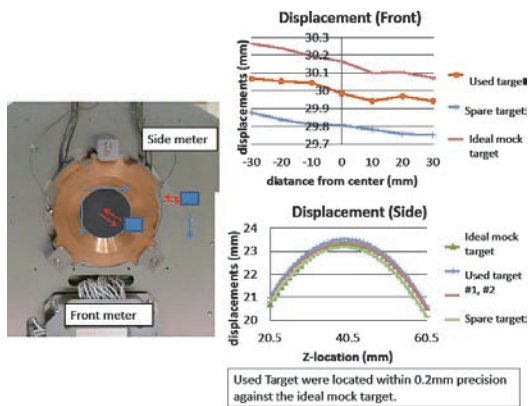 Side meter
Front meter
Displacement (Front)
displacements (mm)
30.3
30.2
30.1
30
29.9
29.8
29.7
-30 -20 -10 0 10 20 30
distance from center (mm)
Used target
Spare target
Ideal mock
target
Displacement (Side)
displacements (mm)
24
23
22
21
20
20.5 40.5 60.5
Z-location (mm)
Ideal mock
target
Used target
#1, #2
Spare target
Used Target were located within 0.2mm precision
against the ideal mock target.